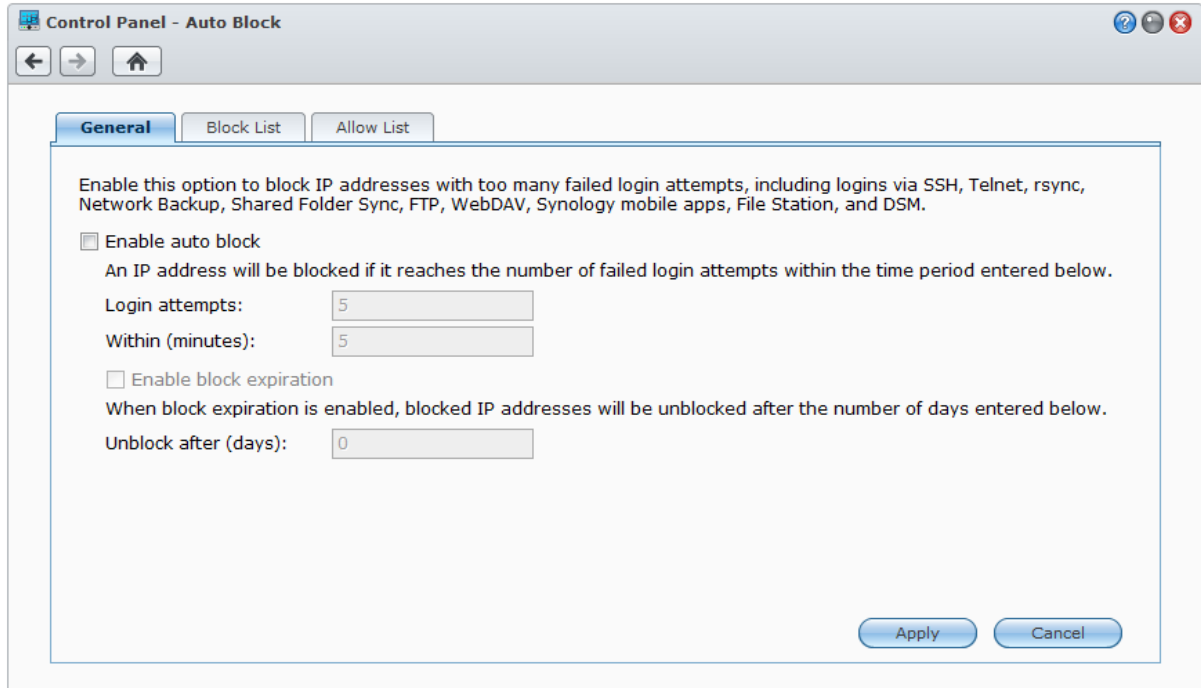 Control Panel - Auto Block
General Block List Allow List
Enable this option to block IP addresses with too many failed login attempts, including logins via SSH, Telnet, rsync,
Network Backup, Shared Folder Sync, FTP, WebDAV, Synology mobile apps, File Station, and DSM.
Enable auto block
An IP address will be blocked if it reaches the number of failed login attempts within the time period entered below.
Login attempts: 5
Within (minutes): 5
Enable block expiration
When block expiration is enabled, blocked IP addresses will be unblocked after the number of days entered below.
Unblock after (days): 0
Apply Cancel